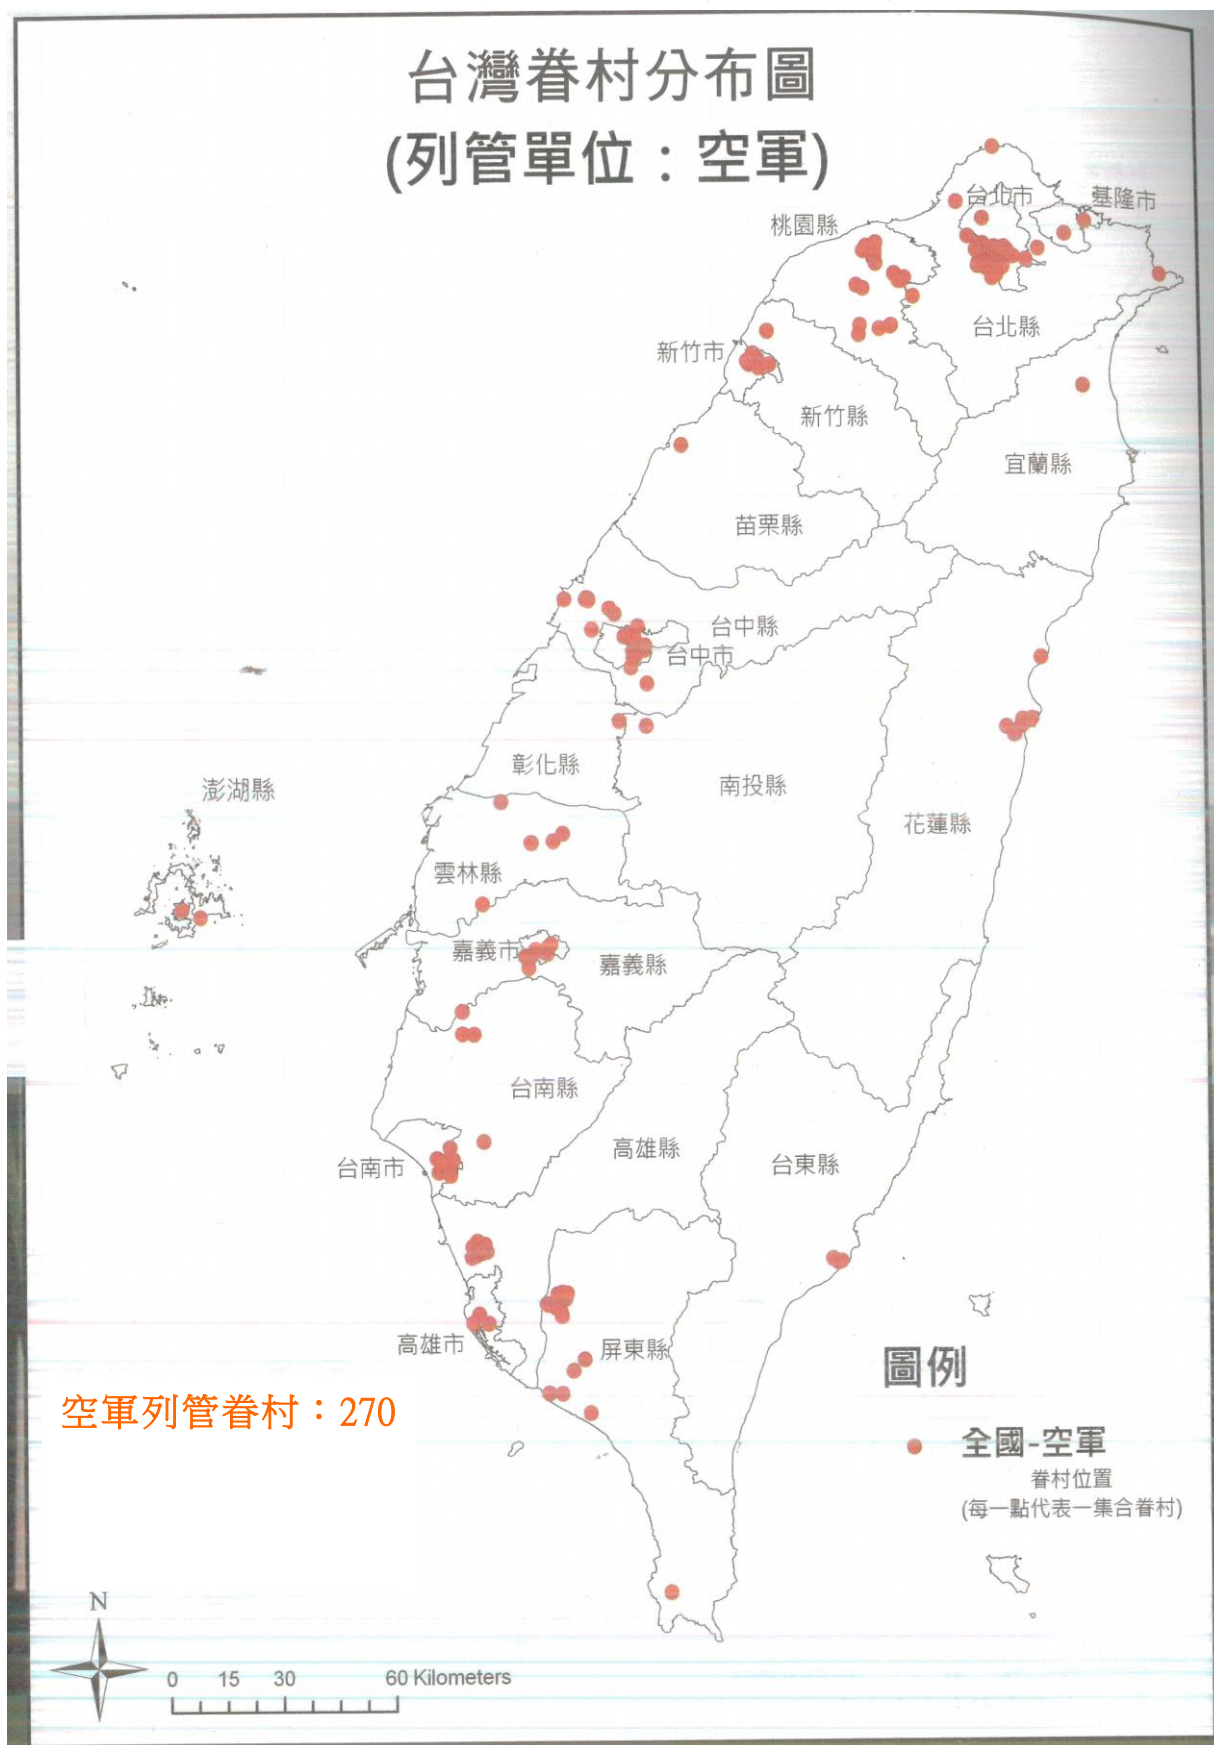 台灣眷村分布圖
(列管單位：空軍)
台北市
基隆市
桃園縣
台北縣
新竹市
新竹縣
宜蘭縣
苗栗縣
台中縣
台中市
彰化縣
南投縣
澎湖縣
花蓮縣
雲林縣
嘉義市
嘉義縣
台南縣
高雄縣
台東縣
台南市
高雄市
屏東縣
圖例
空軍列管眷村：270
全國-空軍
眷村位置
(每一點代表一集合眷村)
N
0 15 30 60 Kilometers